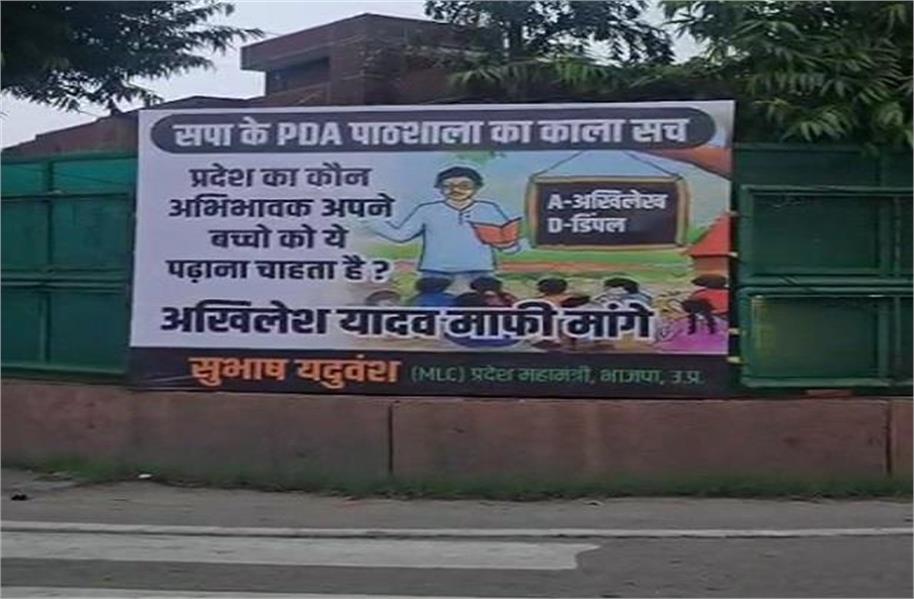 सपा के PDA पाठशाला का काला सच
प्रदेश का कौन
अभिभावक अपने
बच्चो को ये
पढ़ाना चाहता है ?
A-अखिलेख
D-डिंपल
अखिलेश यादव माफी मांगे
सुभाष यदुवंश (MLC) प्रदेश महामंत्री, भाजपा, उ.प्र.